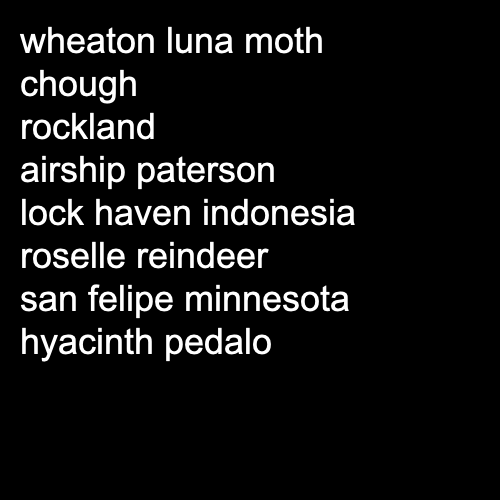 wheaton luna moth
chough
rockland
airship paterson
lock haven indonesia
roselle reindeer
san felipe minnesota
hyacinth pedalo